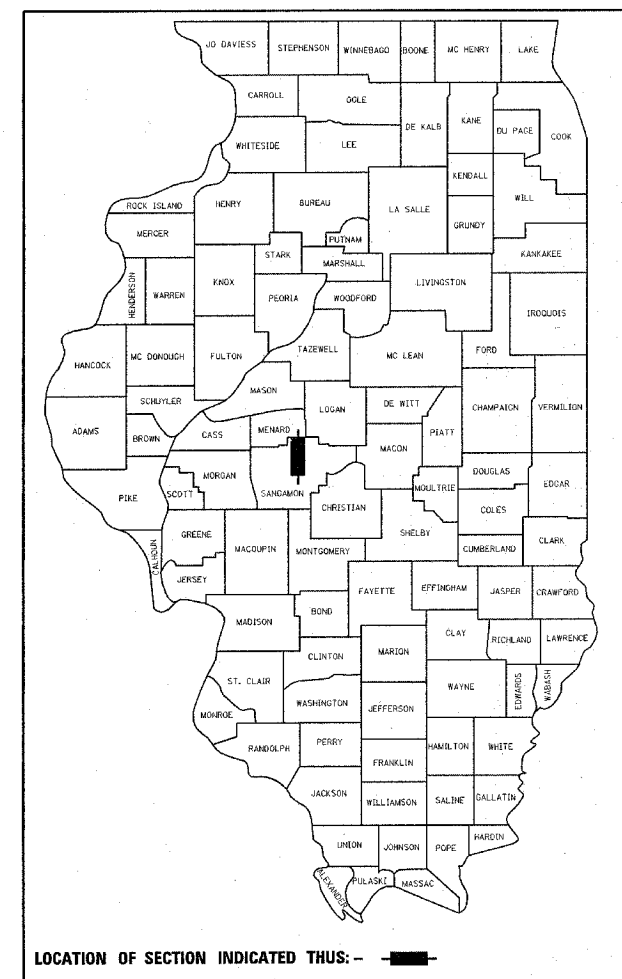 JO DAVIESS STEPHENSON WINNEBAGO BOONE MC HENRY LAKE
CARROLL OGLE
DE KALB KANE DU PAGE COOK
WHITESIDE LEE
KENDALL WILL
ROCK ISLAND HENRY BUREAU LA SALLE GRUNDY
MERCER PUTNAM
STARK MARSHALL KANKAKEE
HENDERSON WARREN KNOX PEORIA WOODFORD LIVINGSTON IROQUOIS
HANCOCK MC DONOUGH FULTON TAZEWELL MC LEAN FORD
MASON
SCHUYLER LOGAN DE WITT CHAMPAIGN VERMILION
ADAMS BROWN CASS MENARD PIATT
MACON
MORGAN DOUGLAS
PIKE SCOTT SANGAMON MOULTRIE EDGAR
CHRISTIAN COLES
GREENE SHELBY
CALHOUN MACOUPIN MONTGOMERY CUMBERLAND CLARK
JERSEY FAYETTE EFFINGHAM JASPER CRAWFORD
MADISON BOND CLAY
MARION RICHLAND LAWRENCE
CLINTON
ST. CLAIR WAYNE EDWARDS WABASH
WASHINGTON
MONROE JEFFERSON
RANDOLPH PERRY HAMILTON WHITE
FRANKLIN
JACKSON WILLIAMSON SALINE GALLATIN
HARDIN
UNION JOHNSON POPE
ALEXANDER PULASKI MASSAC
LOCATION OF SECTION INDICATED THUS: -